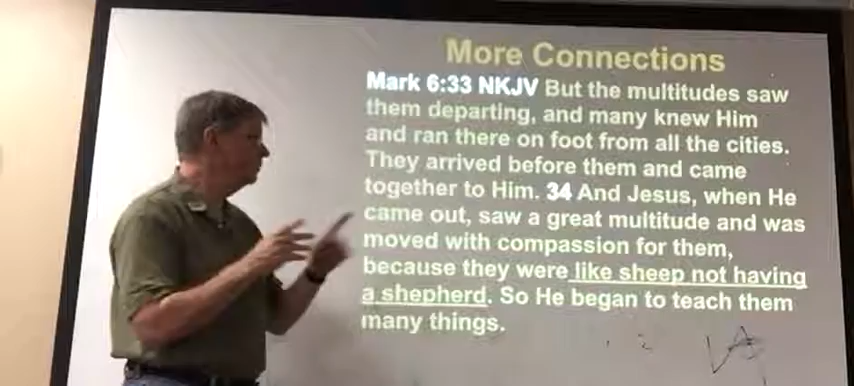 More Connections
Mark 6:33 NKJV But the multitudes saw
them departing, and many knew Him
and ran there on foot from all the cities.
They arrived before them and came
together to Him. 34 And Jesus, when He
came out, saw a great multitude and was
moved with compassion for them,
because they were like sheep not having
a shepherd. So He began to teach them
many things.